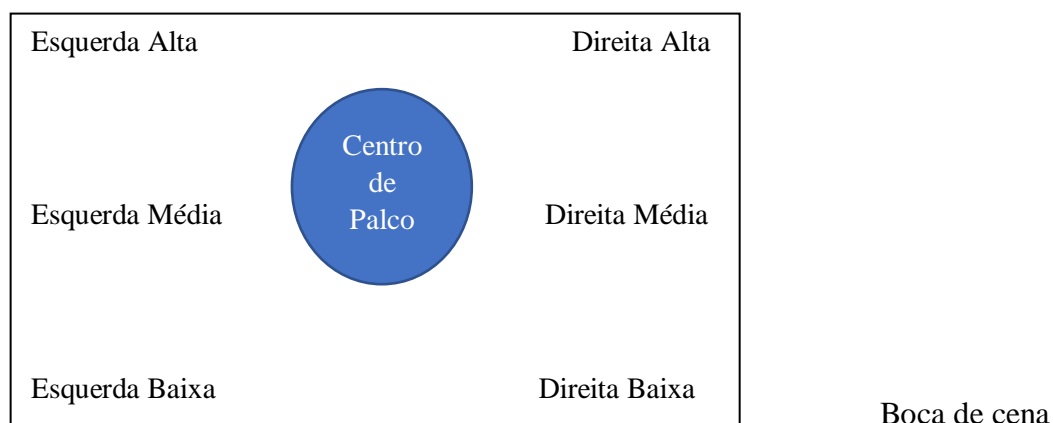 Esquerda Alta
Direita Alta
Centro
de
Palco
Esquerda Média
Direita Média
Esquerda Baixa
Direita Baixa
Boca de cena